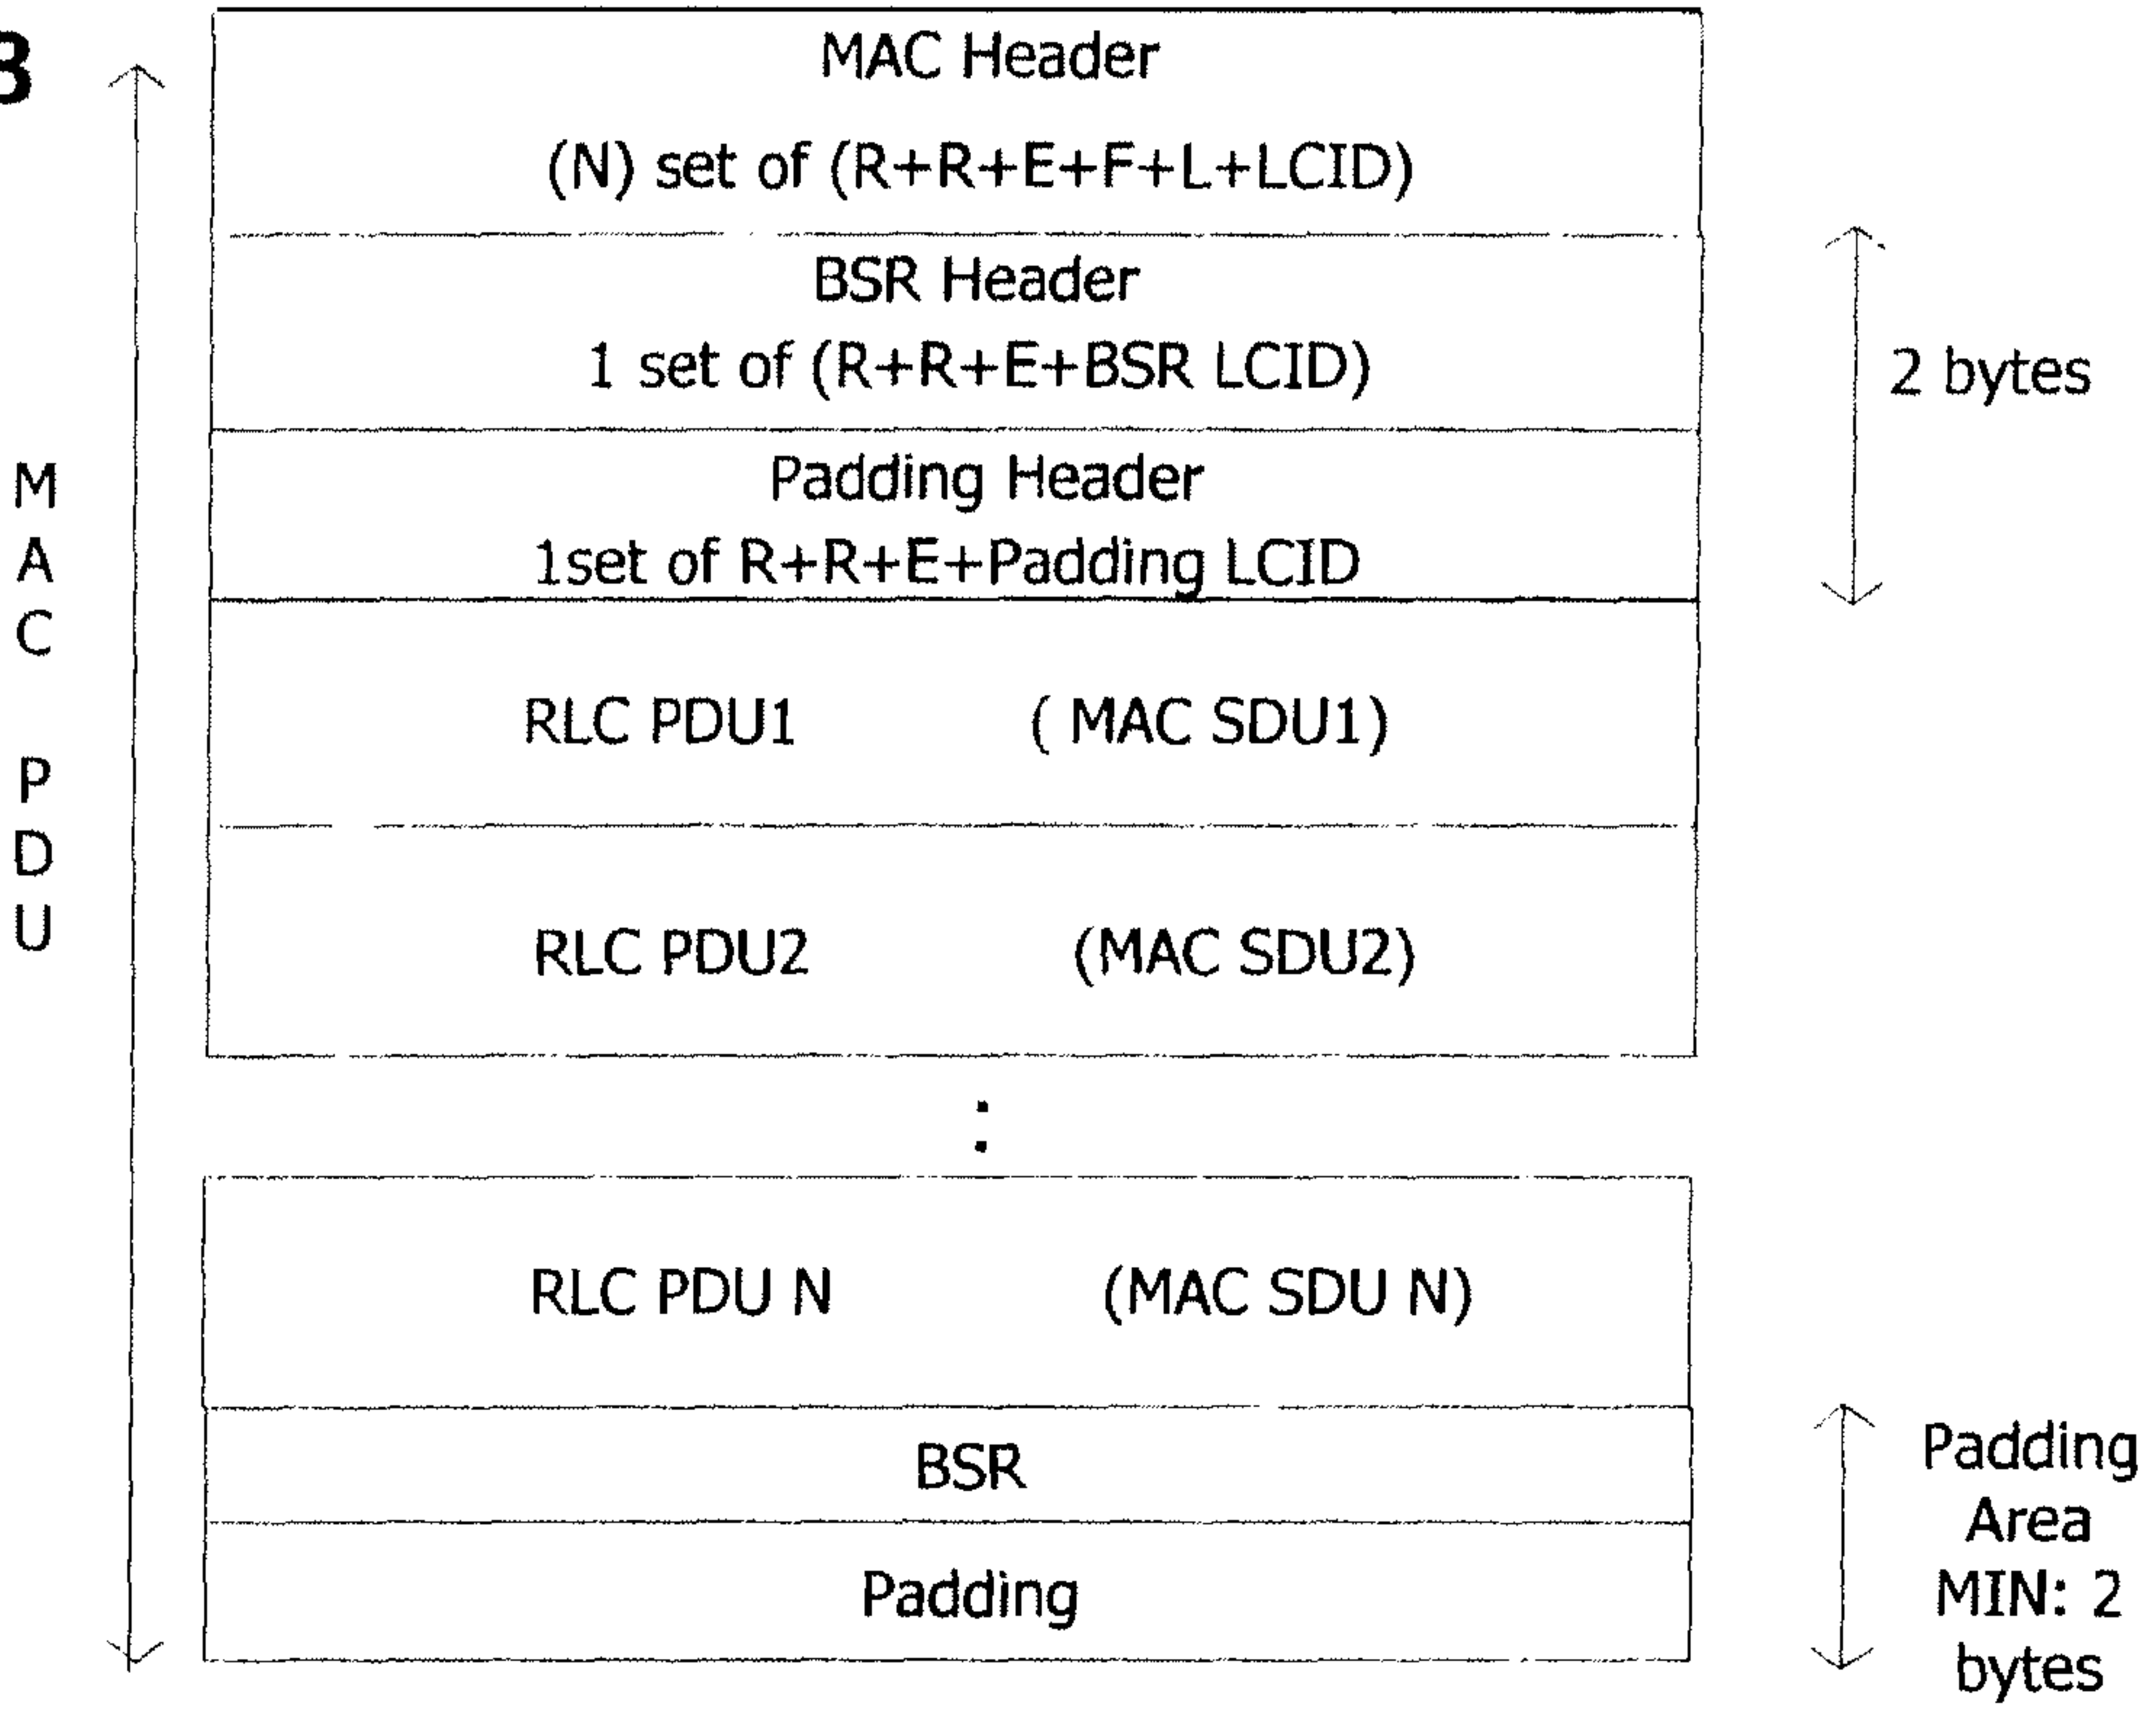 B
MAC Header
(N) set of (R+R+E+F+L+LCID)
BSR Header
1 set of (R+R+E+BSR LCID)
2 bytes
Padding Header
1set of R+R+E+Padding LCID
MAC PDU
RLC PDU1 ( MAC SDU1)
RLC PDU2 (MAC SDU2)
:
RLC PDU N (MAC SDU N)
BSR
Padding
Padding
Area
MIN: 2
bytes